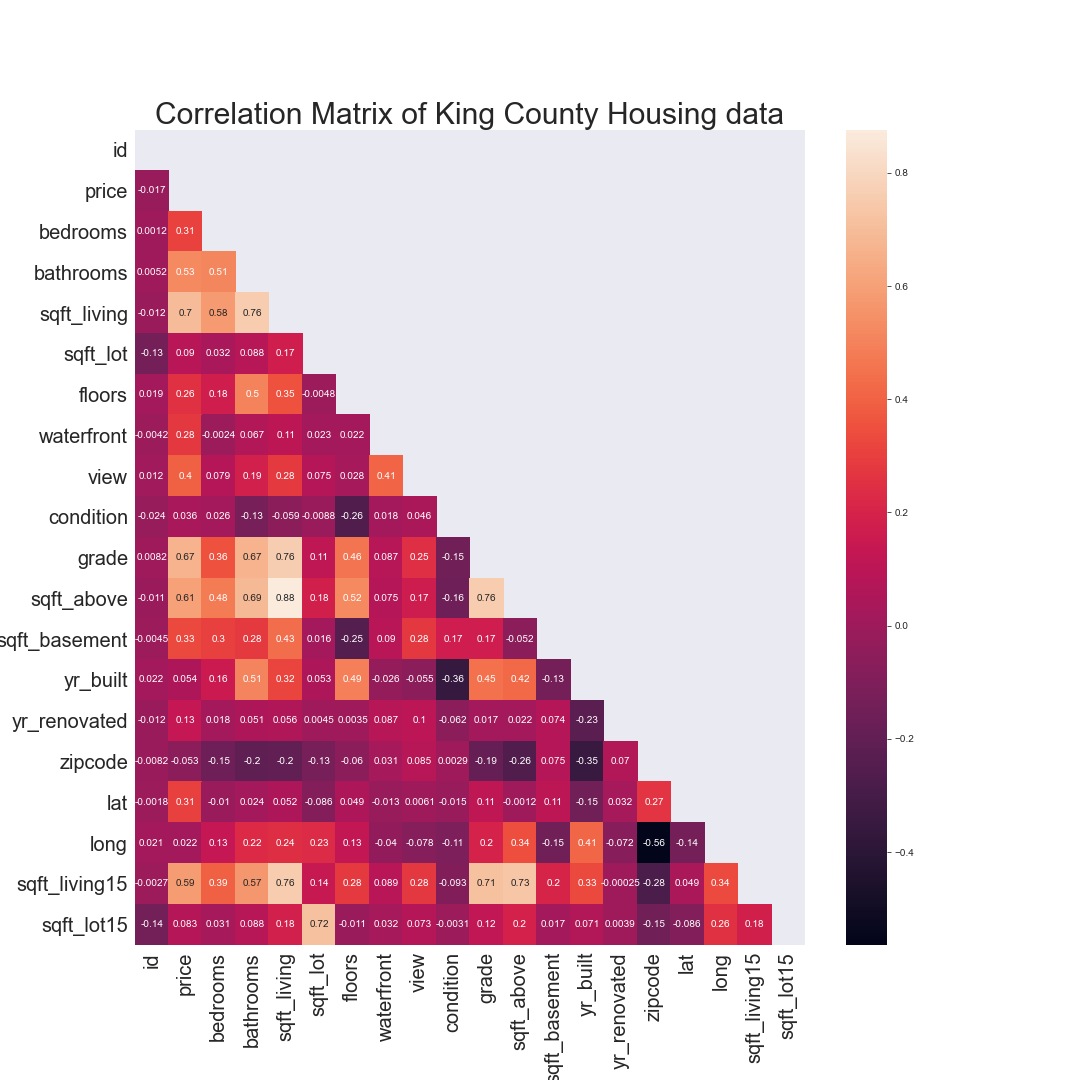 Correlation Matrix of King County Housing data
id
price -0.017
bedrooms 0.0012 0.31
bathrooms 0.0052 0.53 0.51
sqft_living -0.012 0.7 0.58 0.76
sqft_lot -0.13 0.09 0.032 0.088 0.17
floors 0.019 0.26 0.18 0.5 0.35 -0.0048
waterfront -0.0042 0.28 -0.0024 0.067 0.11 0.023 0.022
view 0.012 0.4 0.079 0.19 0.28 0.075 0.028 0.41
condition -0.024 0.036 0.026 -0.13 -0.059 -0.0088 -0.26 0.018 0.046
grade 0.0082 0.67 0.36 0.67 0.76 0.11 0.46 0.087 0.25 -0.15
sqft_above -0.011 0.61 0.48 0.69 0.88 0.18 0.52 0.075 0.17 -0.16 0.76
sqft_basement -0.0045 0.33 0.3 0.28 0.43 0.016 -0.25 0.09 0.28 0.17 0.17 -0.052
yr_built 0.022 0.054 0.16 0.51 0.32 0.053 0.49 -0.026 -0.055 -0.36 0.45 0.42 -0.13
yr_renovated -0.012 0.13 0.018 0.051 0.056 0.0045 0.0035 0.087 0.1 -0.062 0.017 0.022 0.074 -0.23
zipcode -0.0082 -0.053 -0.15 -0.2 -0.2 -0.13 -0.06 0.031 0.085 0.0029 -0.19 -0.26 0.075 -0.35 0.07
lat -0.0018 0.31 -0.01 0.024 0.052 -0.086 0.049 -0.013 0.0061 -0.015 0.11 -0.0012 0.11 -0.15 0.032 0.27
long 0.021 0.022 0.13 0.22 0.24 0.23 0.13 -0.04 -0.078 -0.11 0.2 0.34 -0.15 0.41 -0.072 -0.56 -0.14
sqft_living15 -0.0027 0.59 0.39 0.57 0.76 0.14 0.28 0.089 0.28 -0.093 0.71 0.73 0.2 0.33 -0.00025 -0.28 0.049 0.34
sqft_lot15 -0.14 0.083 0.031 0.088 0.18 0.72 -0.011 0.032 0.073 -0.0031 0.12 0.2 0.017 0.071 0.0039 -0.15 -0.086 0.26 0.18
id price bedrooms bathrooms sqft_living sqft_lot floors waterfront view condition grade sqft_above sqft_basement yr_built yr_renovated zipcode lat long sqft_living15 sqft_lot15
0.8
0.6
0.4
0.2
0.0
−0.2
−0.4